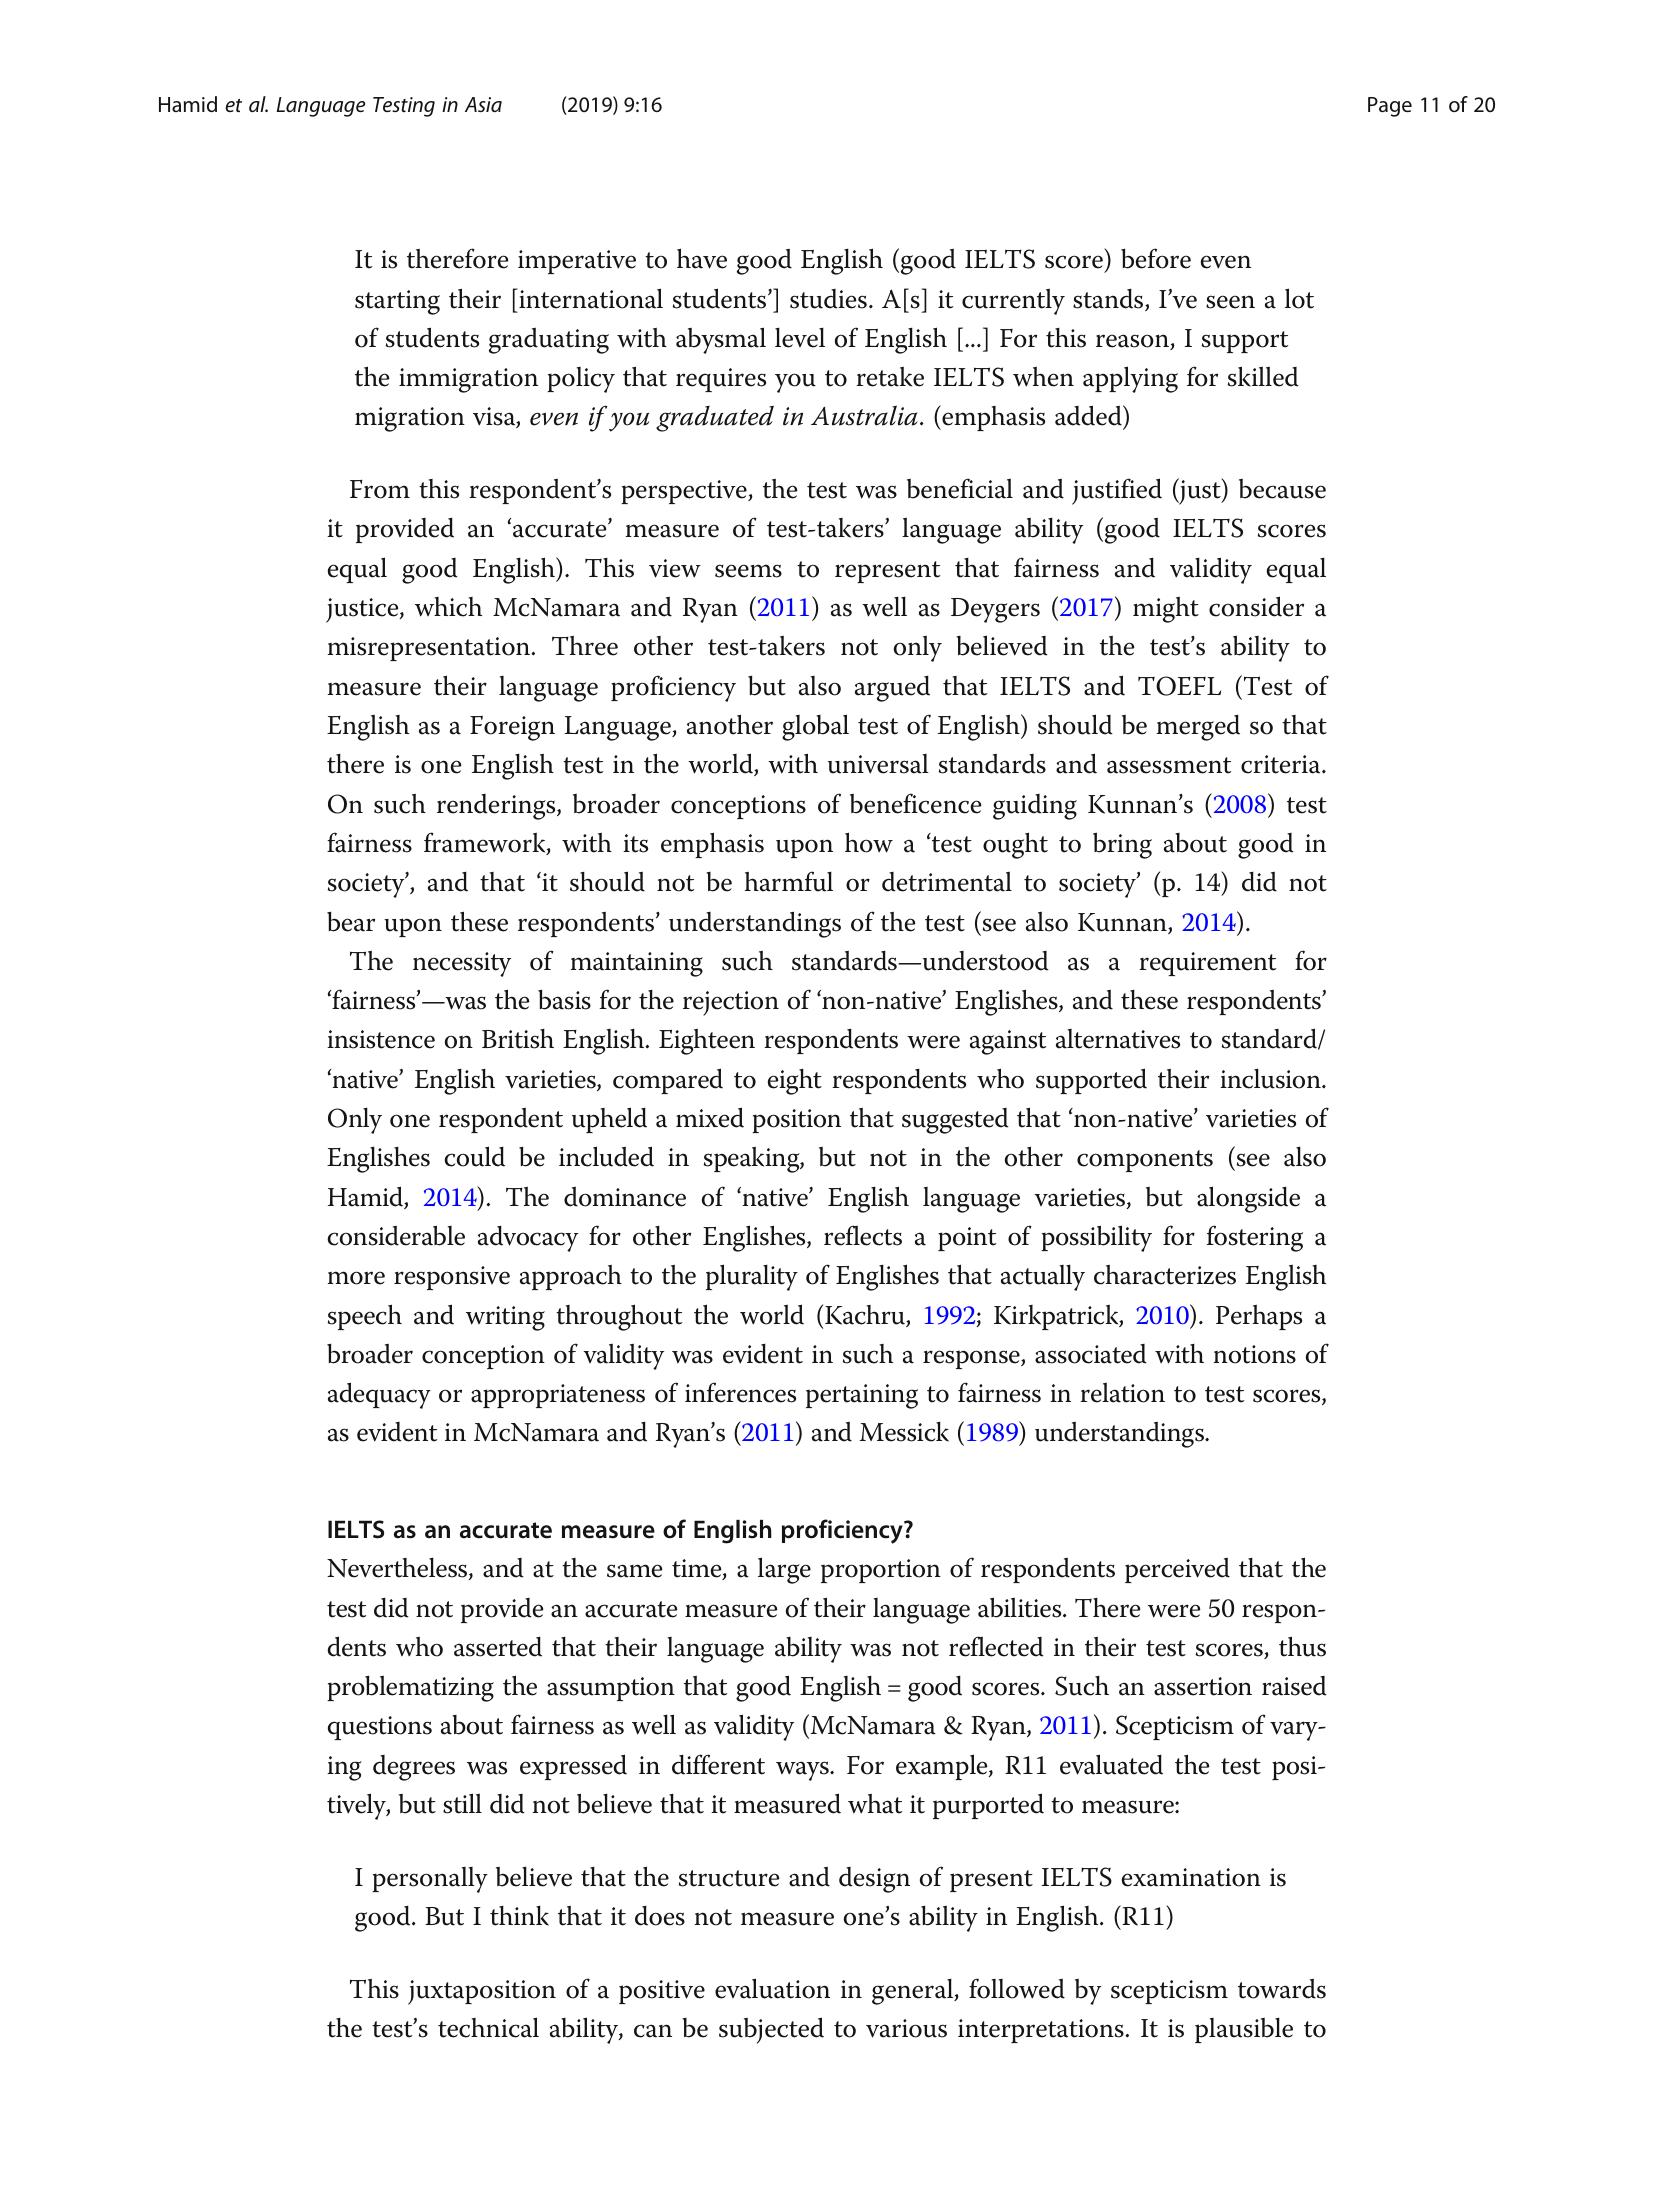 Hamid et al. Language Testing in Asia (2019) 9:16 Page 11 of 20
It is therefore imperative to have good English (good IELTS score) before even
starting their [international students’] studies. A[s] it currently stands, I’ve seen a lot
of students graduating with abysmal level of English [...] For this reason, I support
the immigration policy that requires you to retake IELTS when applying for skilled
migration visa, even if you graduated in Australia. (emphasis added)
From this respondent’s perspective, the test was beneficial and justified (just) because
it provided an ‘accurate’ measure of test-takers’ language ability (good IELTS scores
equal good English). This view seems to represent that fairness and validity equal
justice, which McNamara and Ryan (2011) as well as Deygers (2017) might consider a
misrepresentation. Three other test-takers not only believed in the test’s ability to
measure their language proficiency but also argued that IELTS and TOEFL (Test of
English as a Foreign Language, another global test of English) should be merged so that
there is one English test in the world, with universal standards and assessment criteria.
On such renderings, broader conceptions of beneficence guiding Kunnan’s (2008) test
fairness framework, with its emphasis upon how a ‘test ought to bring about good in
society’, and that ‘it should not be harmful or detrimental to society’ (p. 14) did not
bear upon these respondents’ understandings of the test (see also Kunnan, 2014).
The necessity of maintaining such standards—understood as a requirement for
‘fairness’—was the basis for the rejection of ‘non-native’ Englishes, and these respondents’
insistence on British English. Eighteen respondents were against alternatives to standard/
‘native’ English varieties, compared to eight respondents who supported their inclusion.
Only one respondent upheld a mixed position that suggested that ‘non-native’ varieties of
Englishes could be included in speaking, but not in the other components (see also
Hamid, 2014). The dominance of ‘native’ English language varieties, but alongside a
considerable advocacy for other Englishes, reflects a point of possibility for fostering a
more responsive approach to the plurality of Englishes that actually characterizes English
speech and writing throughout the world (Kachru, 1992; Kirkpatrick, 2010). Perhaps a
broader conception of validity was evident in such a response, associated with notions of
adequacy or appropriateness of inferences pertaining to fairness in relation to test scores,
as evident in McNamara and Ryan’s (2011) and Messick (1989) understandings.
IELTS as an accurate measure of English proficiency?
Nevertheless, and at the same time, a large proportion of respondents perceived that the
test did not provide an accurate measure of their language abilities. There were 50 respon-
dents who asserted that their language ability was not reflected in their test scores, thus
problematizing the assumption that good English = good scores. Such an assertion raised
questions about fairness as well as validity (McNamara & Ryan, 2011). Scepticism of vary-
ing degrees was expressed in different ways. For example, R11 evaluated the test posi-
tively, but still did not believe that it measured what it purported to measure:
I personally believe that the structure and design of present IELTS examination is
good. But I think that it does not measure one’s ability in English. (R11)
This juxtaposition of a positive evaluation in general, followed by scepticism towards
the test’s technical ability, can be subjected to various interpretations. It is plausible to